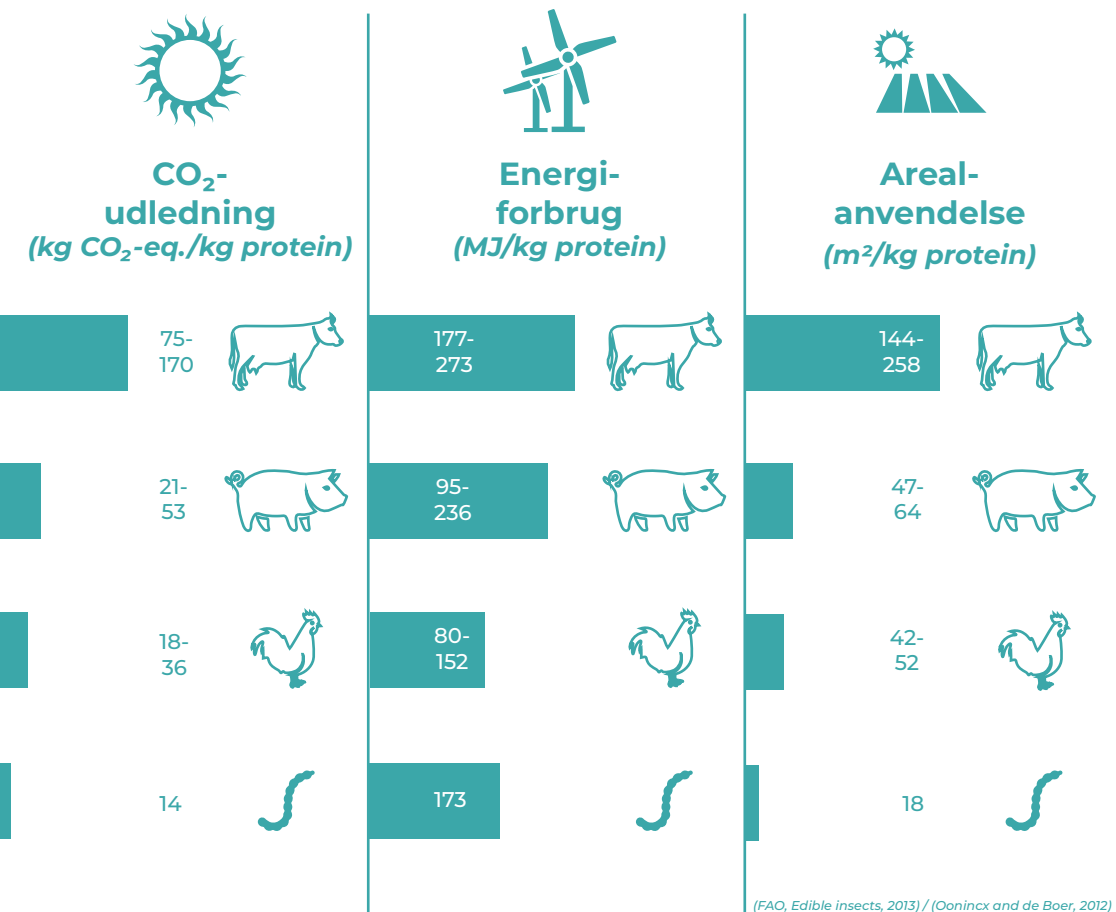 CO₂-
udledning
(kg CO₂-eq./kg protein)
75-
170
21-
53
18-
36
14
Energi-
forbrug
(MJ/kg protein)
177-
273
95-
236
80-
152
173
Areal-
anvendelse
(m²/kg protein)
144-
258
47-
64
42-
52
18
(FAO, Edible insects, 2013) / (Oonincx and de Boer, 2012)